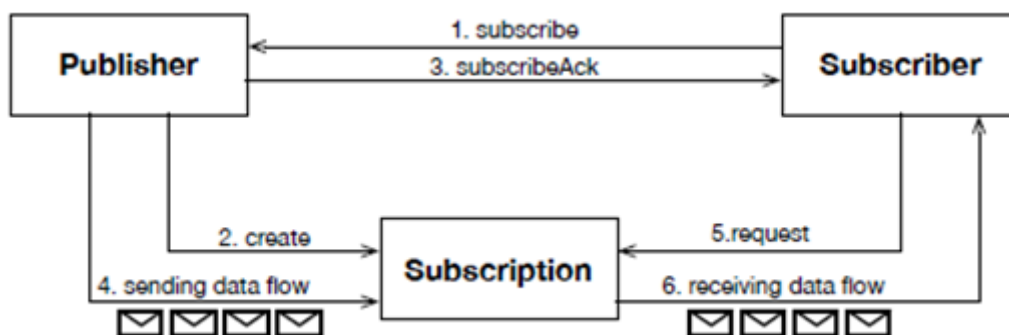 1. subscribe
Publisher
Subscriber
3. subscribeAck
2. create
5.request
Subscription
4. sending data flow
6. receiving data flow